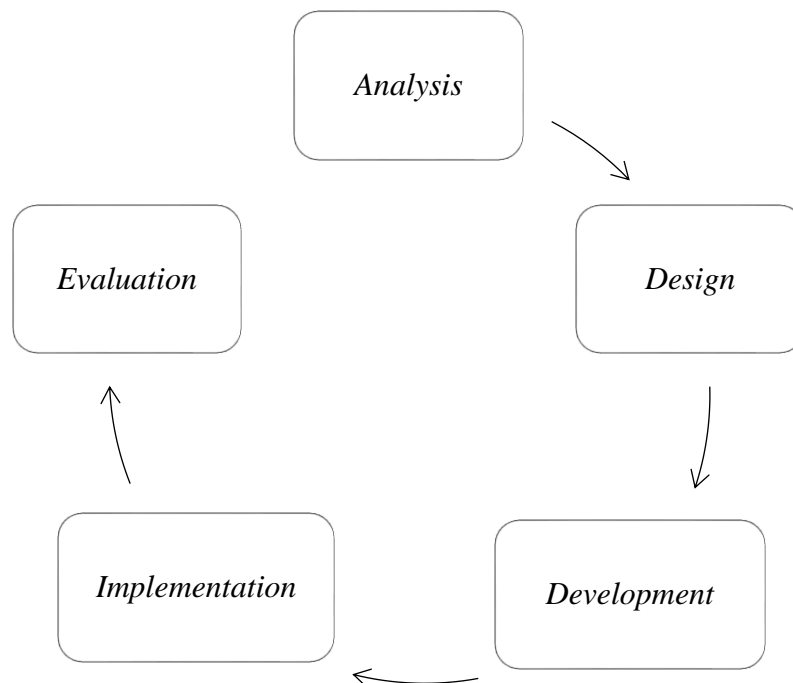 Analysis
Design
Development
Implementation
Evaluation